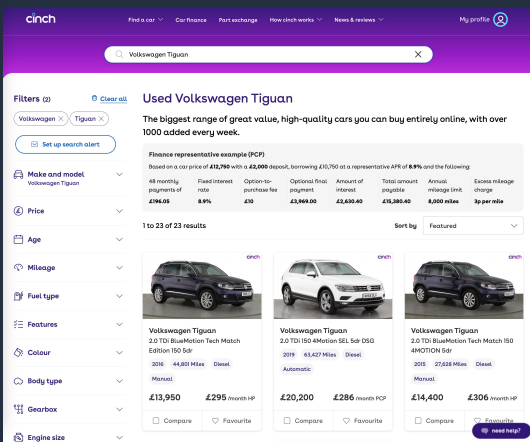 cinch
Find a car Car finance Part exchange How cinch works News & reviews My profile
Volkswagen Tiguan
Filters (2) Clear all
Volkswagen Tiguan
Set up search alert
Make and model
Volkswagen Tiguan
Price
Age
Mileage
Fuel type
Features
Colour
Body type
Gearbox
Engine size
Used Volkswagen Tiguan
The biggest range of great value, high-quality cars you can buy entirely online, with over
1000 added every week.
Finance representative example (PCP)
Based on a car price of £12,750 with a £2,000 deposit, borrowing £10,750 at a representative APR of 8.9% and the following:
48 monthly payments of £196.05
Fixed interest rate 8.9%
Option-to-purchase fee £10
Optional final payment £3,969.00
Amount of interest £2,630.40
Total amount payable £15,380.40
Annual mileage limit 8,000 miles
Excess mileage charge 3p per mile
1 to 23 of 23 results
Sort by Featured
cinch
Volkswagen Tiguan
2.0 TDi BlueMotion Tech Match
Edition 150 5dr
2016 44,801 Miles Diesel
Manual
£13,950 £295 /month HP
Compare Favourite
cinch
Volkswagen Tiguan
2.0 TDI 150 4Motion SEL 5dr DSG
2019 63,427 Miles Diesel
Automatic
£20,200 £286 /month PCP
Compare Favourite
cinch
Volkswagen Tiguan
2.0 TDi BlueMotion Tech Match 150
4MOTION 5dr
2015 27,628 Miles Diesel
Manual
£14,400 £306 /month HP
Compare Favourite
need help?